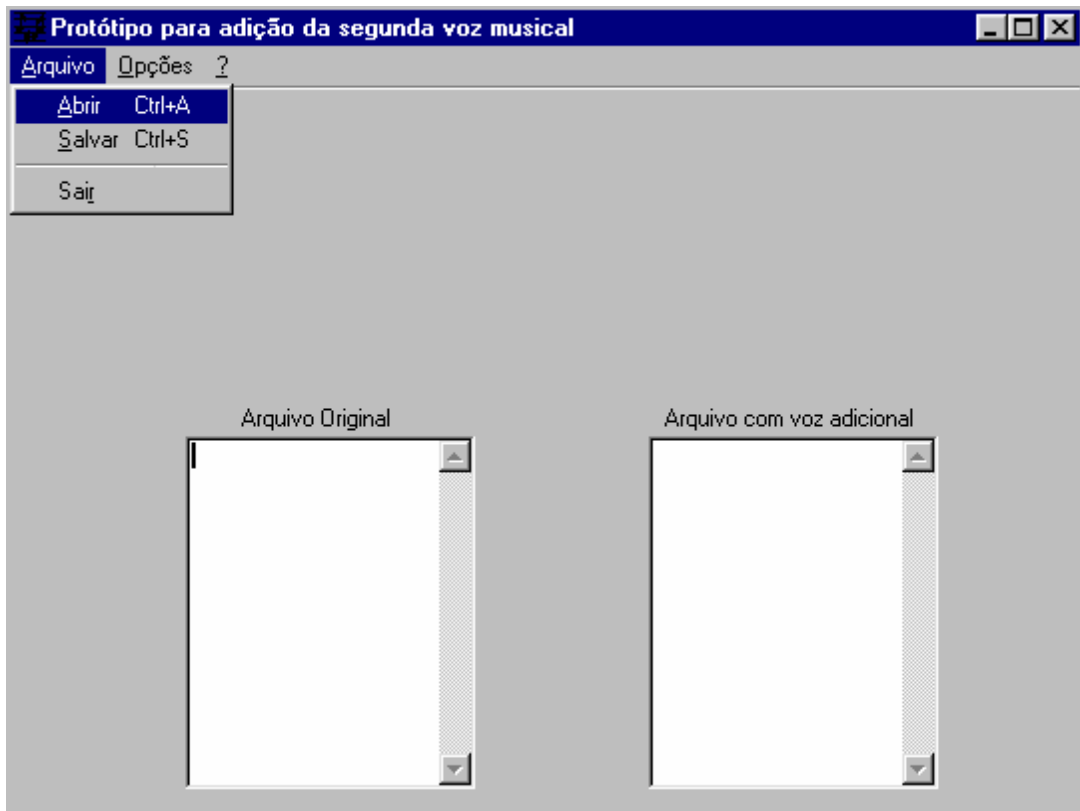 Protótipo para adição da segunda voz musical
Arquivo Opções ?
Abrir Ctrl+A
Salvar Ctrl+S
Sair
Arquivo Original Arquivo com voz adicional